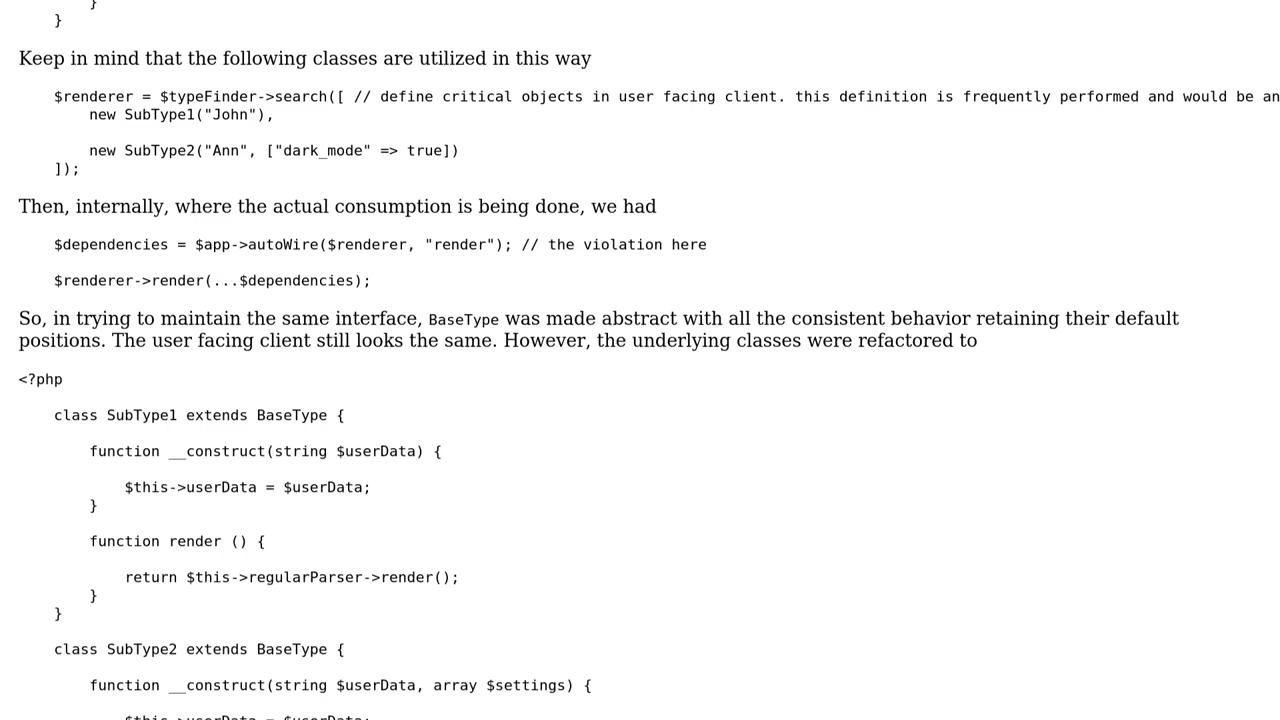 }
}
Keep in mind that the following classes are utilized in this way
$renderer = $typeFinder->search([ // define critical objects in user facing client. this definition is frequently performed and would be an
new SubType1("John"),
new SubType2("Ann", ["dark_mode" => true])
]);
Then, internally, where the actual consumption is being done, we had
$dependencies = $app->autoWire($renderer, "render"); // the violation here
$renderer->render(...$dependencies);
So, in trying to maintain the same interface, BaseType was made abstract with all the consistent behavior retaining their default
positions. The user facing client still looks the same. However, the underlying classes were refactored to
<?php
class SubType1 extends BaseType {
function __construct(string $userData) {
$this->userData = $userData;
}
function render () {
return $this->regularParser->render();
}
}
class SubType2 extends BaseType {
function __construct(string $userData, array $settings) {
$this->userData = $userData;